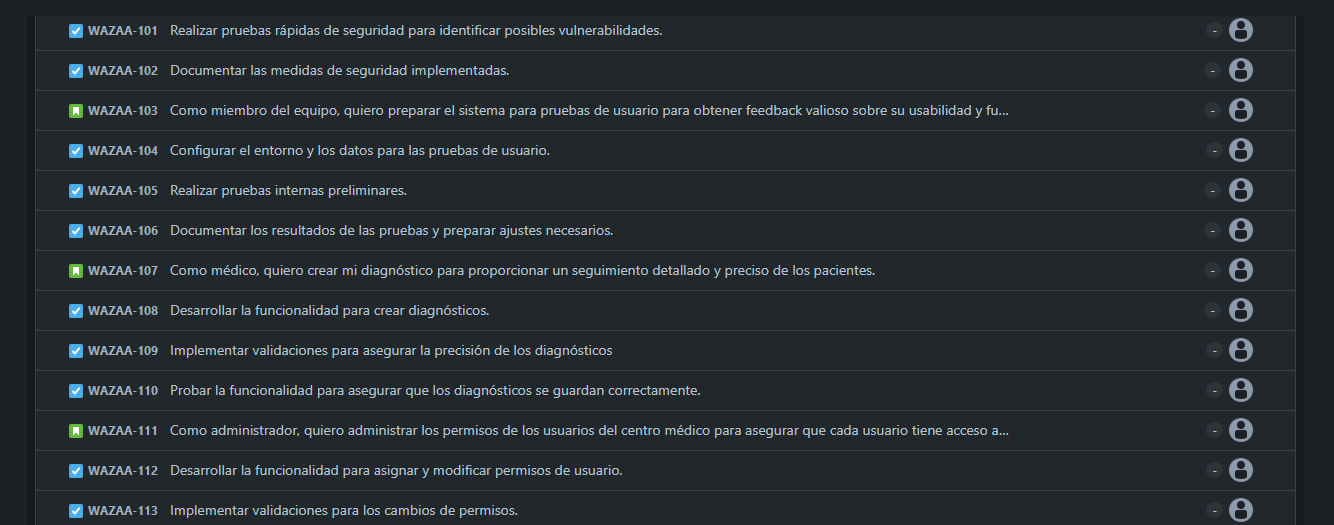 WAZAA-101 Realizar pruebas rápidas de seguridad para identificar posibles vulnerabilidades. -
WAZAA-102 Documentar las medidas de seguridad implementadas. -
WAZAA-103 Como miembro del equipo, quiero preparar el sistema para pruebas de usuario para obtener feedback valioso sobre su usabilidad y fu... -
WAZAA-104 Configurar el entorno y los datos para las pruebas de usuario. -
WAZAA-105 Realizar pruebas internas preliminares. -
WAZAA-106 Documentar los resultados de las pruebas y preparar ajustes necesarios. -
WAZAA-107 Como médico, quiero crear mi diagnóstico para proporcionar un seguimiento detallado y preciso de los pacientes. -
WAZAA-108 Desarrollar la funcionalidad para crear diagnósticos. -
WAZAA-109 Implementar validaciones para asegurar la precisión de los diagnósticos -
WAZAA-110 Probar la funcionalidad para asegurar que los diagnósticos se guardan correctamente. -
WAZAA-111 Como administrador, quiero administrar los permisos de los usuarios del centro médico para asegurar que cada usuario tiene acceso a... -
WAZAA-112 Desarrollar la funcionalidad para asignar y modificar permisos de usuario. -
WAZAA-113 Implementar validaciones para los cambios de permisos. -